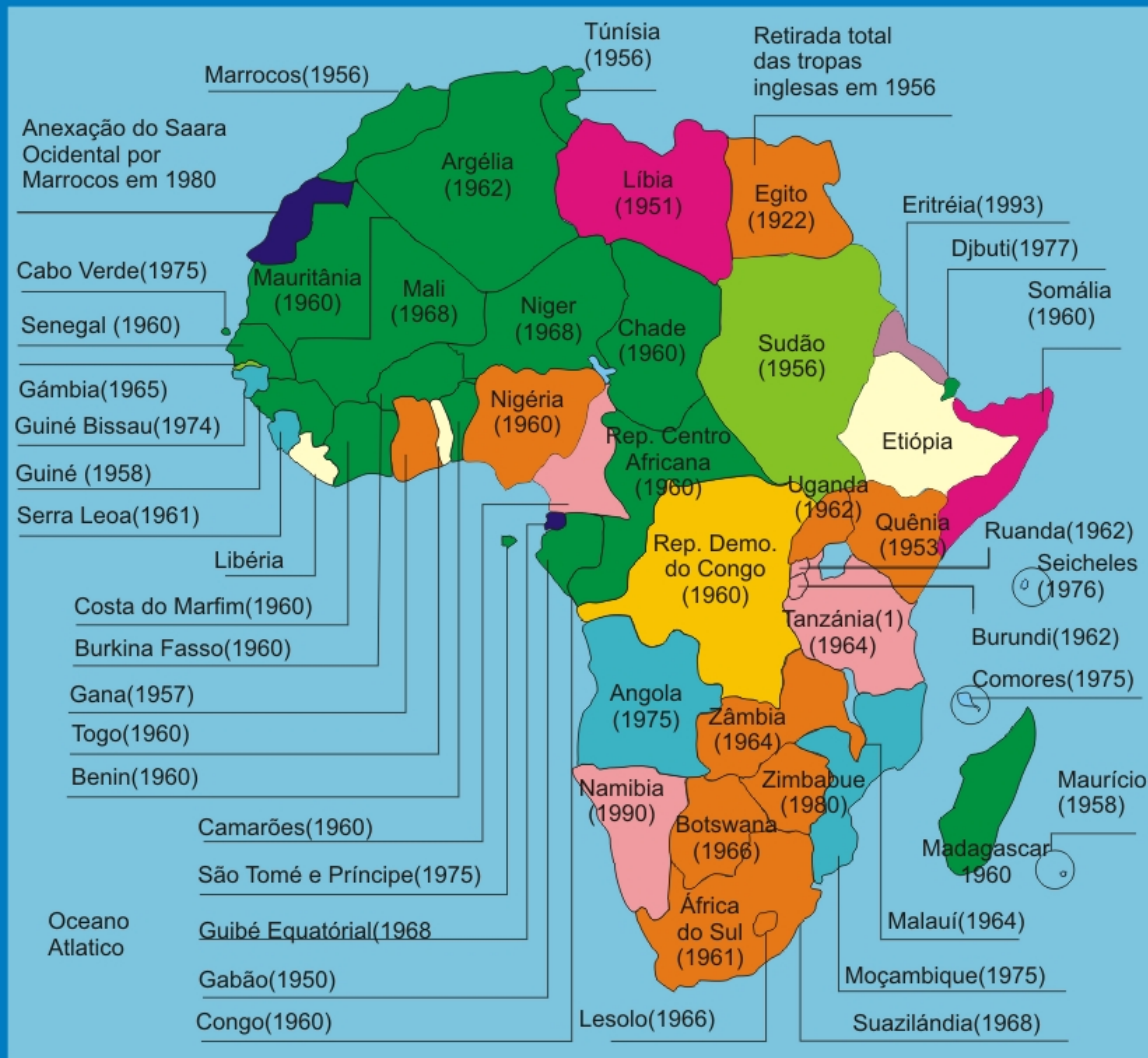 Túnísia
(1956)
Retirada total
das tropas
inglesas em 1956
Marrocos(1956)
Anexação do Saara
Ocidental por
Marrocos em 1980
Argélia
(1962)
Líbia
(1951)
Egito
(1922)
Eritréia(1993)
Djbuti(1977)
Somália
(1960)
Cabo Verde(1975)
Mauritânia
(1960)
Mali
(1968)
Niger
(1968)
Chade
(1960)
Sudão
(1956)
Senegal (1960)
Gámbia(1965)
Guiné Bissau(1974)
Guiné (1958)
Serra Leoa(1961)
Libéria
Nigéria
(1960)
Rep. Centro
Africana
(1960)
Etiópia
Uganda
(1962)
Quênia
(1953)
Ruanda(1962)
Seicheles
(1976)
Rep. Demo.
do Congo
(1960)
Tanzánia(1)
(1964)
Burundi(1962)
Comores(1975)
Costa do Marfim(1960)
Burkina Fasso(1960)
Gana(1957)
Togo(1960)
Benin(1960)
Angola
(1975)
Zâmbia
(1964)
Namibia
(1990)
Zimbabue
(1980)
Botswana
(1966)
Maurício
(1958)
Madagascar
1960
Camarões(1960)
São Tomé e Príncipe(1975)
Oceano
Atlatico
Guibé Equatórial(1968
Gabão(1950)
Congo(1960)
África
do Sul
(1961)
Malauí(1964)
Moçambique(1975)
Lesolo(1966)
Suazilándia(1968)